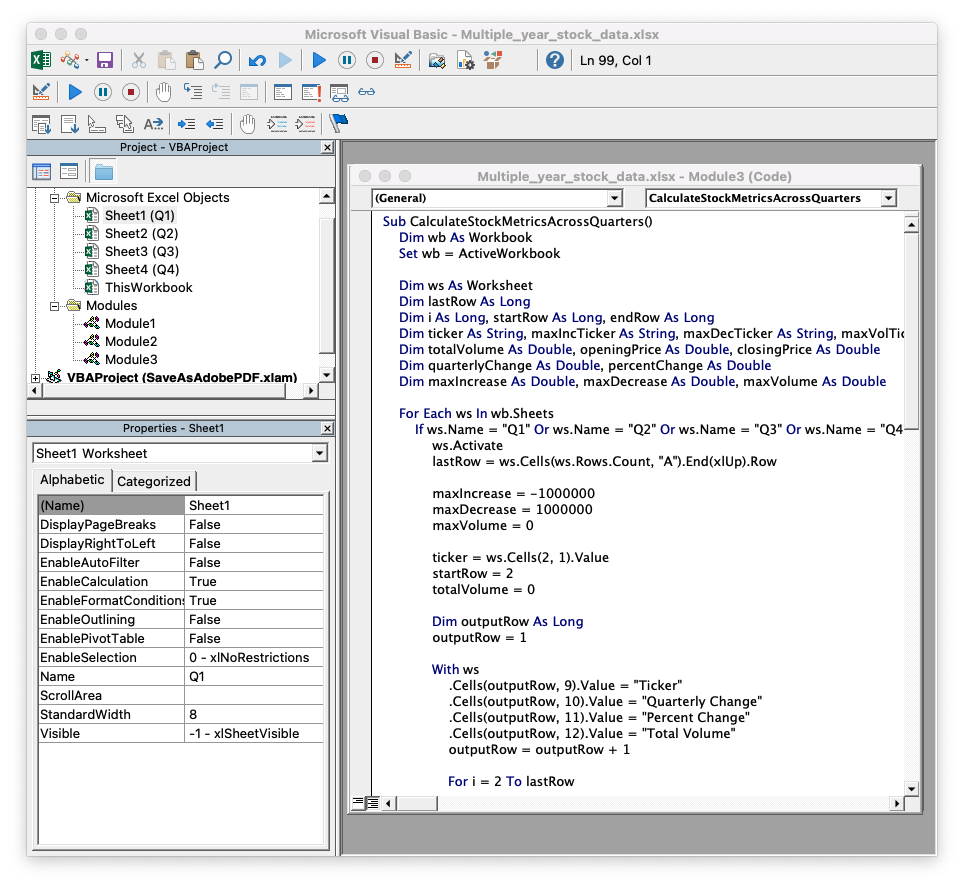 Microsoft Visual Basic - Multiple_year_stock_data.xlsx
Ln 99, Col 1
Project - VBAProject
Microsoft Excel Objects
Sheet1 (Q1)
Sheet2 (Q2)
Sheet3 (Q3)
Sheet4 (Q4)
ThisWorkbook
Modules
Module1
Module2
Module3
VBAProject (SaveAsAdobePDF.xlam)
Properties - Sheet1
Sheet1 Worksheet
Alphabetic Categorized
(Name) Sheet1
DisplayPageBreaks False
DisplayRightToLeft False
EnableAutoFilter False
EnableCalculation True
EnableFormatConditions True
EnableOutlining False
EnablePivotTable False
EnableSelection 0 - xlNoRestrictions
Name Q1
ScrollArea
StandardWidth 8
Visible -1 - xlSheetVisible
Multiple_year_stock_data.xlsx - Module3 (Code)
(General) CalculateStockMetricsAcrossQuarters
Sub CalculateStockMetricsAcrossQuarters()
Dim wb As Workbook
Set wb = ActiveWorkbook
Dim ws As Worksheet
Dim lastRow As Long
Dim i As Long, startRow As Long, endRow As Long
Dim ticker As String, maxIncTicker As String, maxDecTicker As String, maxVolTic
Dim totalVolume As Double, openingPrice As Double, closingPrice As Double
Dim quarterlyChange As Double, percentChange As Double
Dim maxIncrease As Double, maxDecrease As Double, maxVolume As Double
For Each ws In wb.Sheets
If ws.Name = "Q1" Or ws.Name = "Q2" Or ws.Name = "Q3" Or ws.Name = "Q4
ws.Activate
lastRow = ws.Cells(ws.Rows.Count, "A").End(xlUp).Row
maxIncrease = -1000000
maxDecrease = 1000000
maxVolume = 0
ticker = ws.Cells(2, 1).Value
startRow = 2
totalVolume = 0
Dim outputRow As Long
outputRow = 1
With ws
.Cells(outputRow, 9).Value = "Ticker"
.Cells(outputRow, 10).Value = "Quarterly Change"
.Cells(outputRow, 11).Value = "Percent Change"
.Cells(outputRow, 12).Value = "Total Volume"
outputRow = outputRow + 1
For i = 2 To lastRow